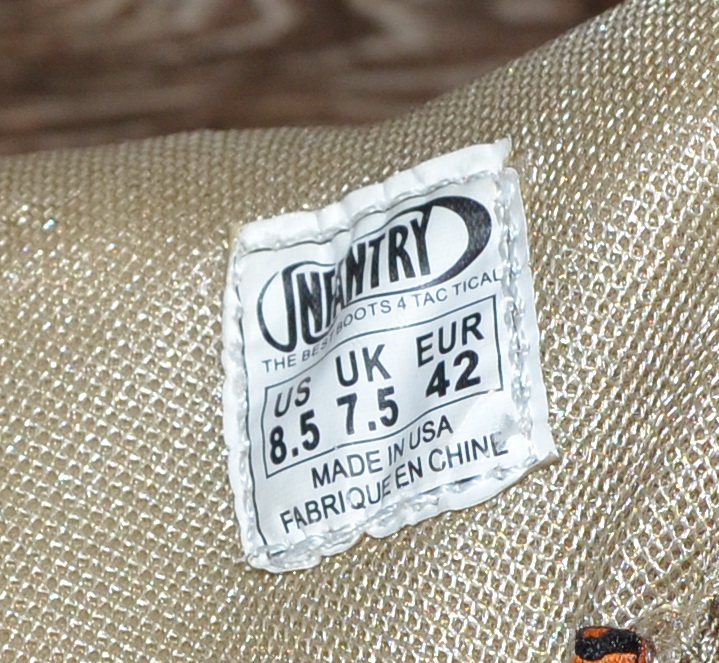 INFANTRY
THE BEST BOOTS 4 TACTICAL
US UK EUR
8.5 7.5 42
MADE IN USA
FABRIQUE EN CHINE